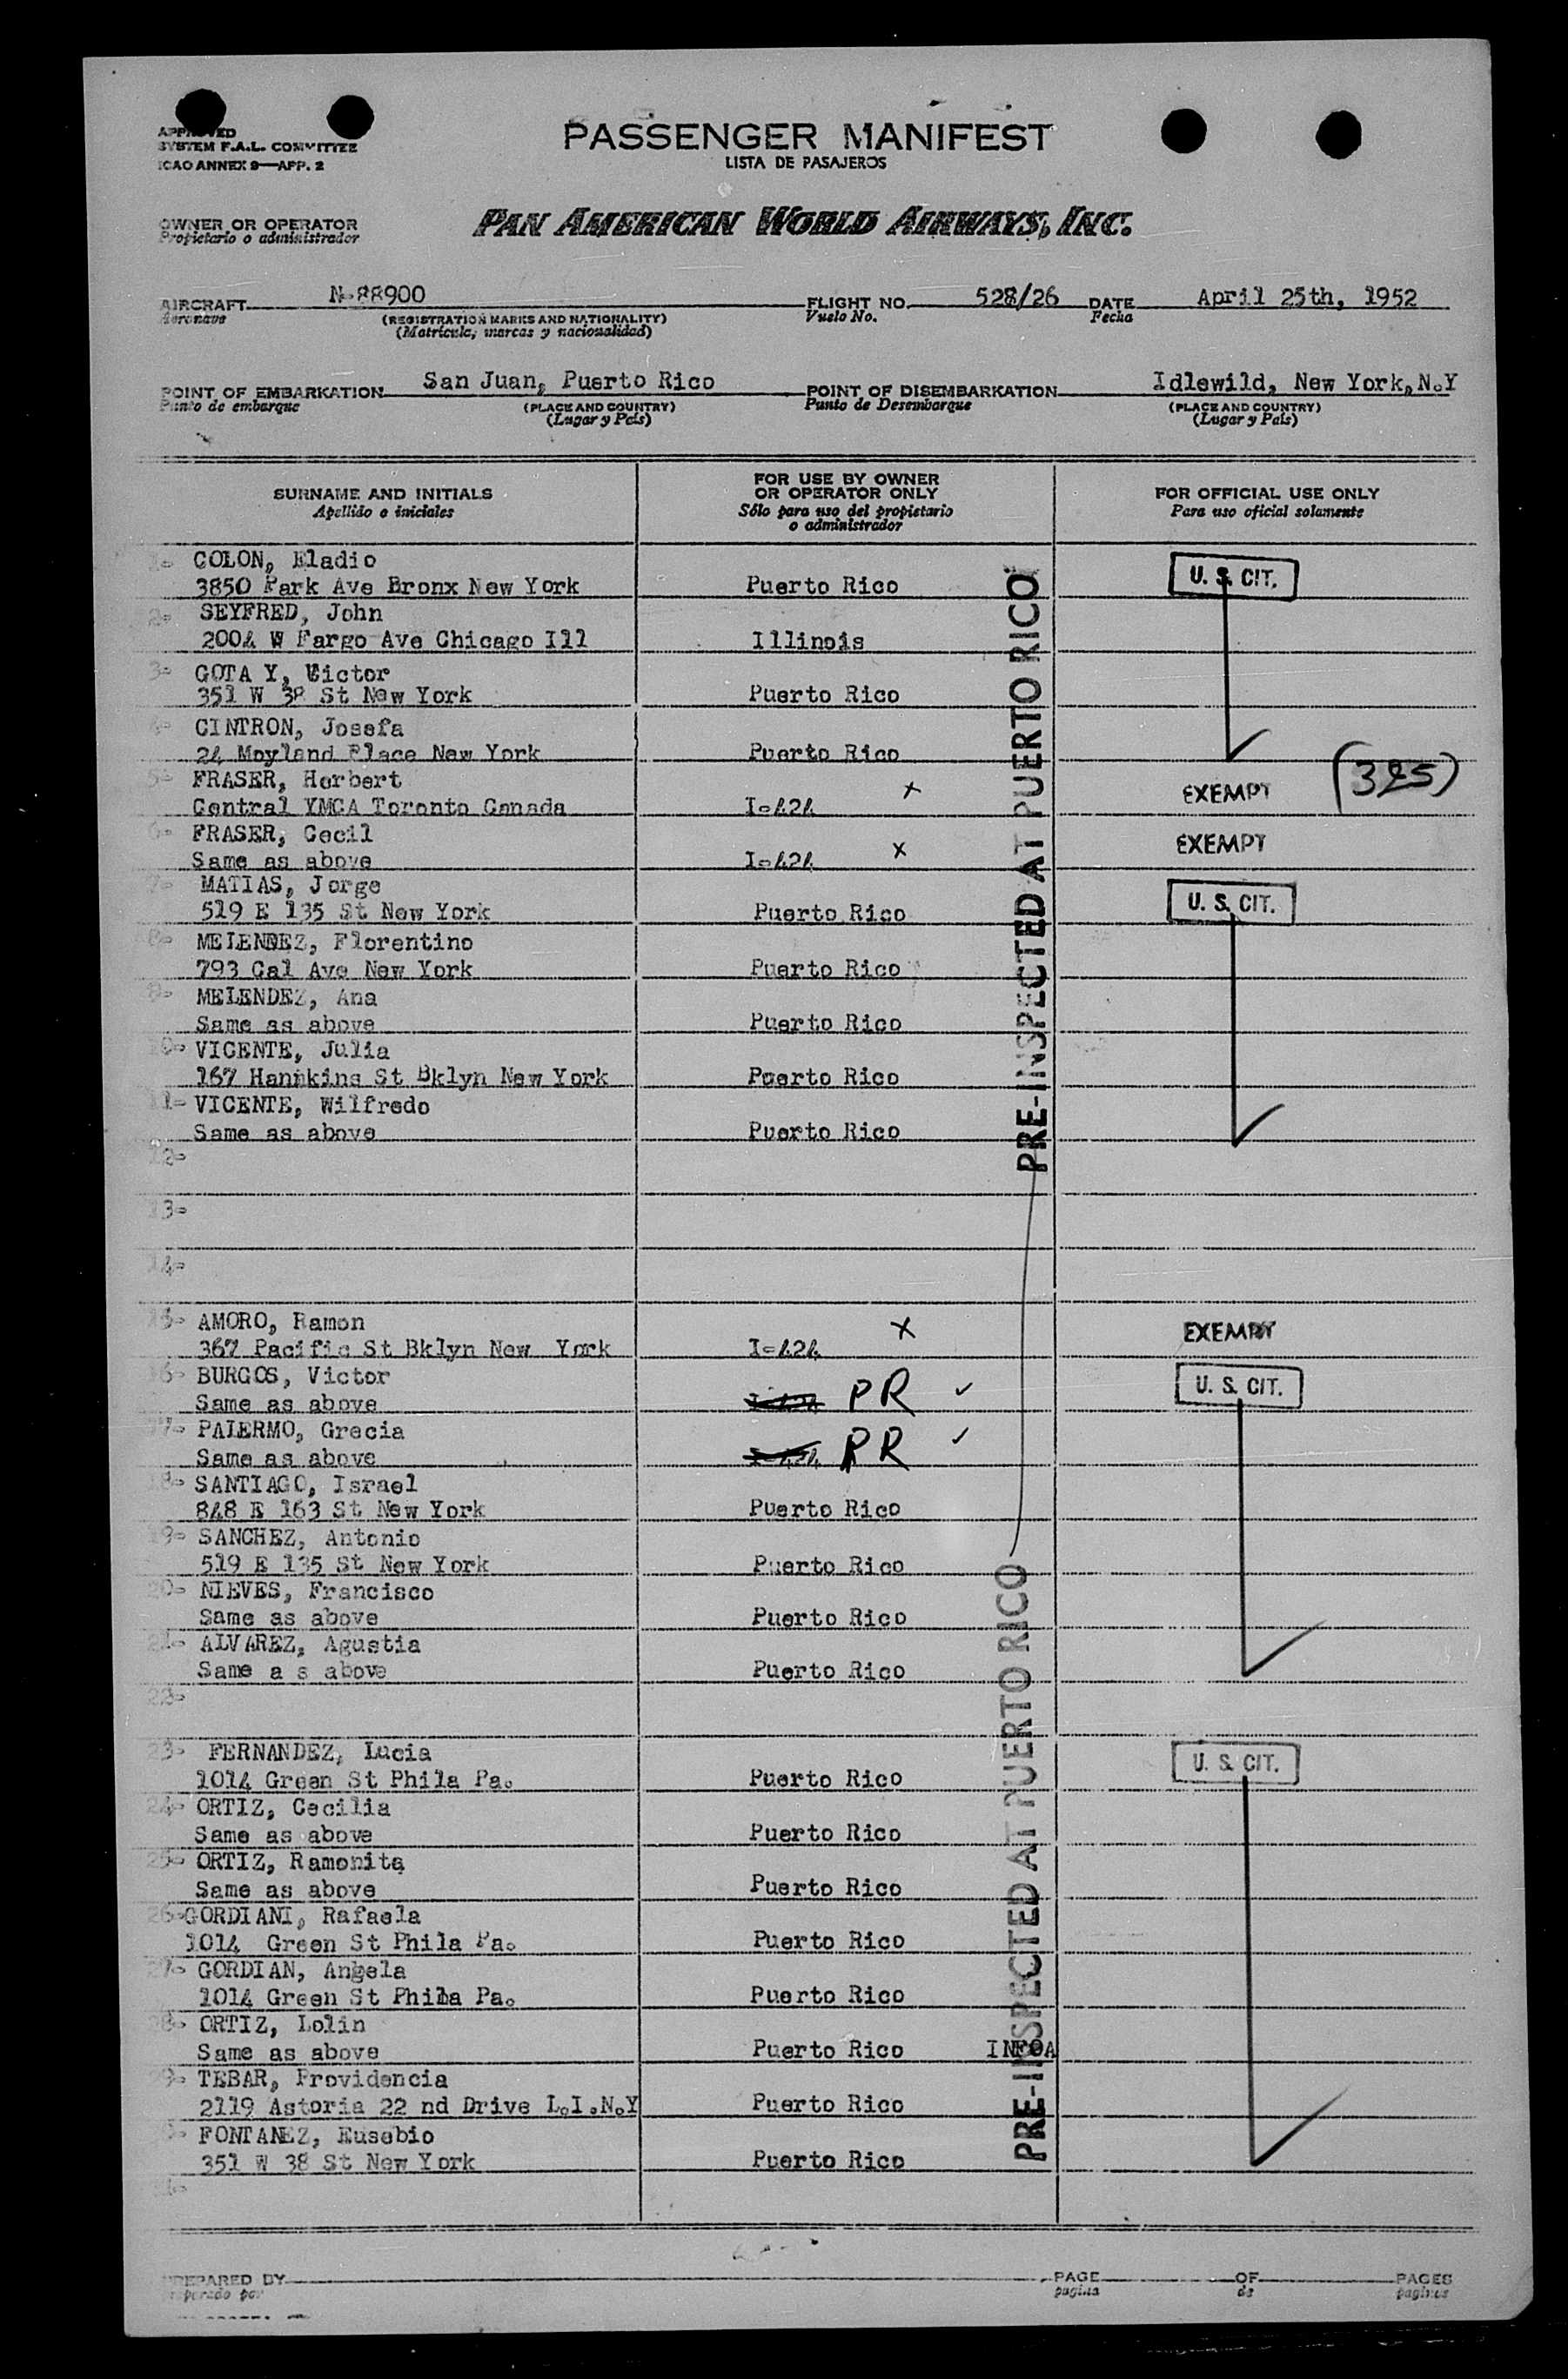 APPROVED
SYSTEM F.A.L. COMMITTEE
ICAO ANNEX 9—APP. 2
PASSENGER MANIFEST
LISTA DE PASAJEROS
OWNER OR OPERATOR
Propietario o administrador
PAN AMERICAN WORLD AIRWAYS, INC.
AIRCRAFT N-88900 FLIGHT NO. 528/26 DATE April 25th, 1952
Aeronave (REGISTRATION MARKS AND NATIONALITY) Vuelo No. Fecha
(Matrícula, marcas y nacionalidad)
POINT OF EMBARKATION San Juan, Puerto Rico POINT OF DISEMBARKATION Idlewild, New York, N.Y
Punto de embarque (PLACE AND COUNTRY) Punto de Desembarque (PLACE AND COUNTRY)
(Lugar y País) (Lugar y País)
SURNAME AND INITIALS FOR USE BY OWNER OR OPERATOR ONLY FOR OFFICIAL USE ONLY
Apellido e iniciales Sólo para uso del propietario o administrador Para uso oficial solamente
1- COLON, Eladio
3850 Park Ave Bronx New York Puerto Rico U. S. CIT.
2- SEYFRED, John
2004 W Fargo Ave Chicago Ill Illinois
3- GOTA Y, Victor
351 W 38 St New York Puerto Rico
4- CINTRON, Josefa
24 Moyland Place New York Puerto Rico
5- FRASER, Herbert
Central YMCA Toronto Canada I-424 X EXEMPT (325)
6- FRASER, Cecil
Same as above I-424 X EXEMPT
7- MATIAS, Jorge
519 E 135 St New York Puerto Rico U. S. CIT.
8- MELENDEZ, Florentino
793 Cal Ave New York Puerto Rico
9- MELENDEZ, Ana
Same as above Puerto Rico
10- VICENTE, Julia
167 Hannkins St Bklyn New York Puerto Rico
11- VICENTE, Wilfredo
Same as above Puerto Rico
PRE-INSPECTED AT PUERTO RICO
12-
13-
14-
15- AMORO, Ramon
367 Pacific St Bklyn New York I-424 X EXEMPT
16- BURGOS, Victor
Same as above I-424 PR ✓ U. S. CIT.
17- PALERMO, Grecia
Same as above I-424 PR ✓
18- SANTIAGO, Israel
848 E 163 St New York Puerto Rico
19- SANCHEZ, Antonio
519 E 135 St New York Puerto Rico
20- NIEVES, Francisco
Same as above Puerto Rico
21- ALVAREZ, Agustia
Same a s above Puerto Rico
22-
23- FERNANDEZ, Lucia
1014 Green St Phila Pa. Puerto Rico U. S. CIT.
24- ORTIZ, Cecilia
Same as above Puerto Rico
25- ORTIZ, Ramonita
Same as above Puerto Rico
26- GORDIANI, Rafaela
1014 Green St Phila Pa. Puerto Rico
27- GORDIAN, Angela
1014 Green St Phila Pa. Puerto Rico
28- ORTIZ, Lolin
Same as above Puerto Rico INFOA
29- TEBAR, Providencia
2119 Astoria 22 nd Drive L.I.N.Y Puerto Rico
FONTANEZ, Eusebio
351 W 38 St New York Puerto Rico
PRE-INSPECTED AT PUERTO RICO
PREPARED BY PAGE OF PAGES
Preparado por pagina de paginas